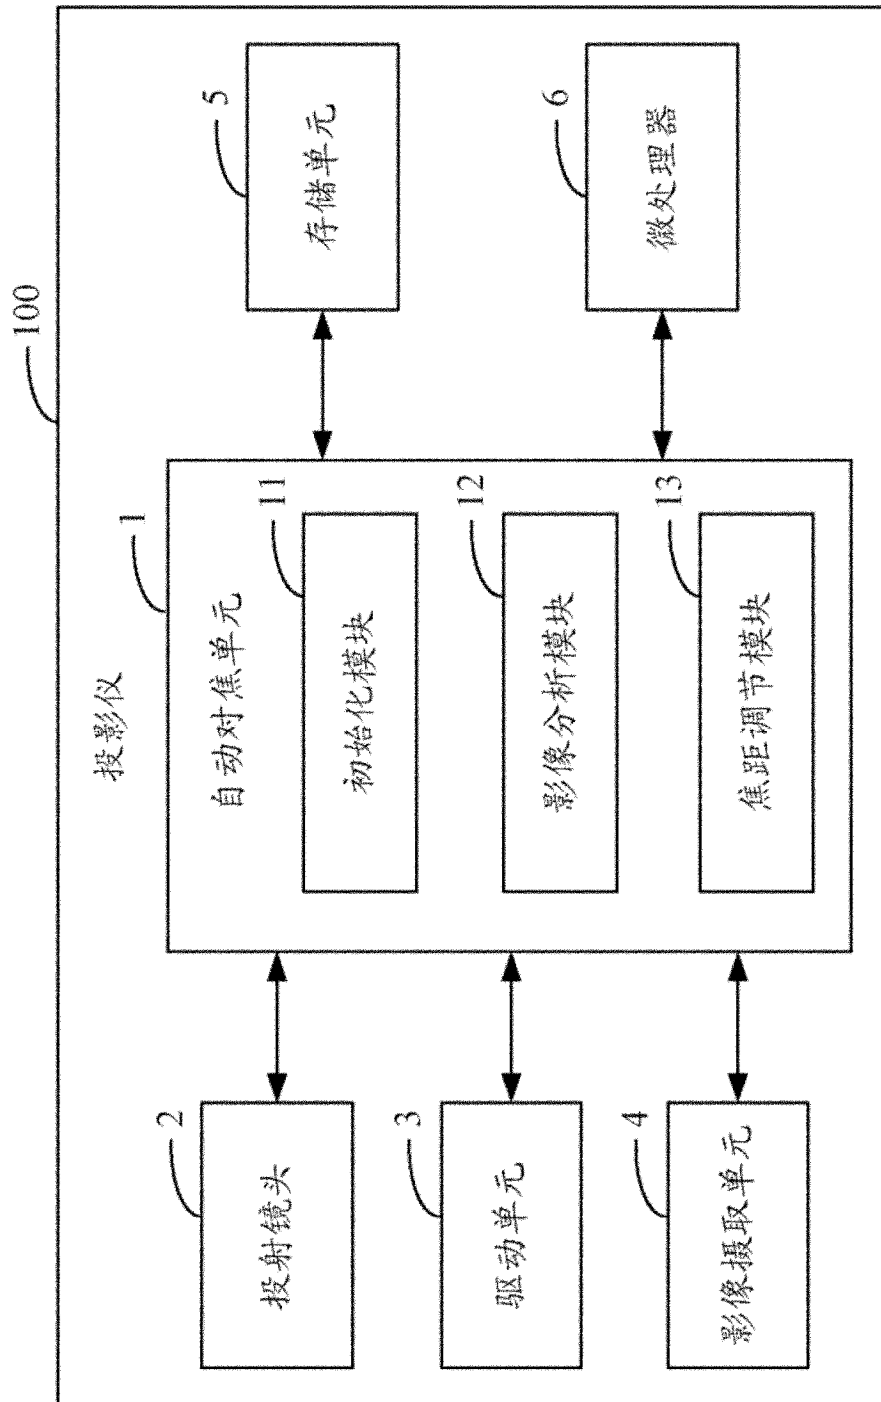 100
投影仪
1
自动对焦单元
11
初始化模块
12
影像分析模块
13
焦距调节模块
2
投射镜头
3
驱动单元
4
影像摄取单元
5
存储单元
6
微处理器